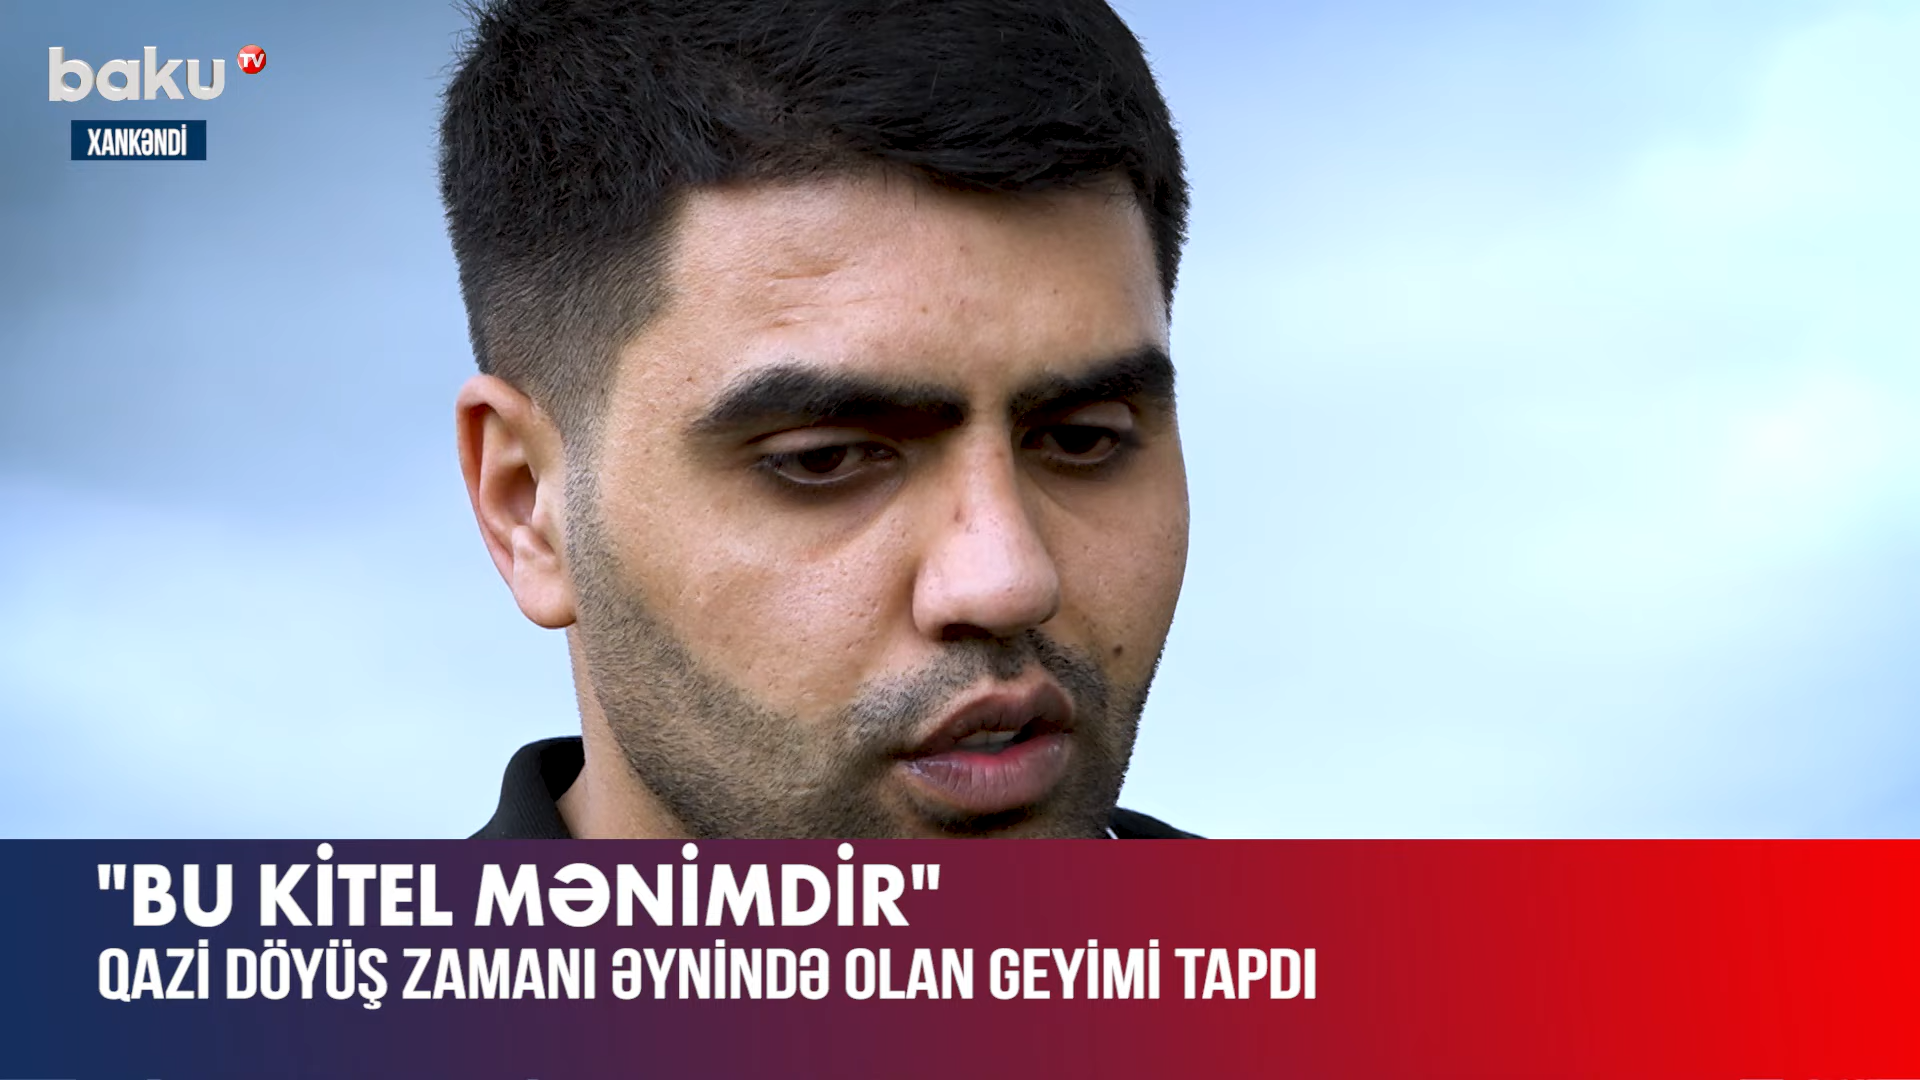 baku TV
XANKƏNDİ
"BU KİTEL MƏNİMDİR"
QAZİ DÖYÜŞ ZAMANI ƏYNİNDƏ OLAN GEYİMİ TAPDI